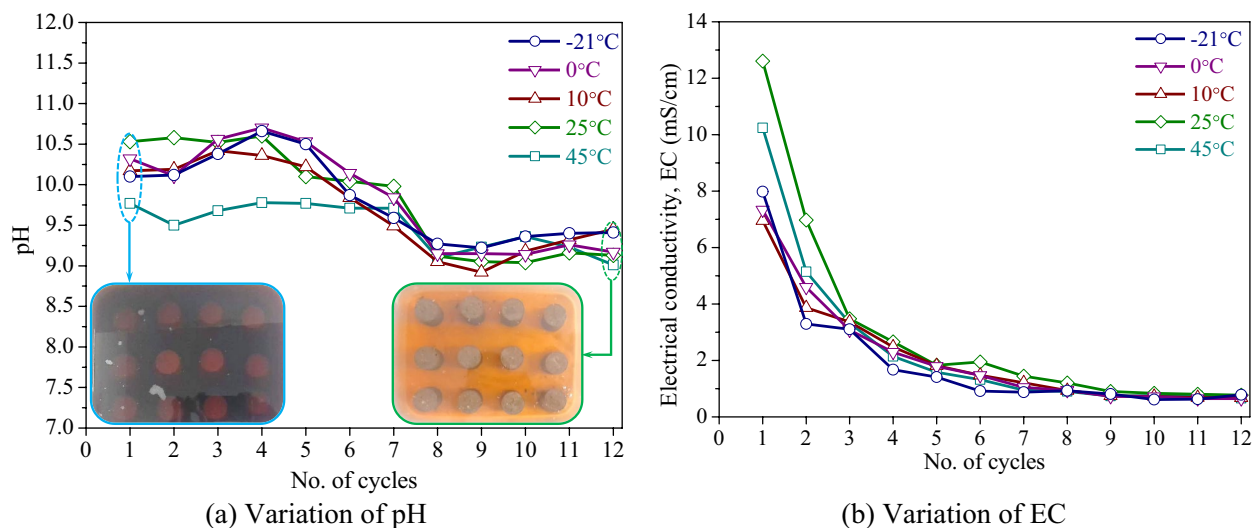 12.0
11.5
11.0
10.5
10.0
9.5
9.0
8.5
8.0
7.5
7.0
pH
-21°C
0°C
10°C
25°C
45°C
0 1 2 3 4 5 6 7 8 9 10 11 12
No. of cycles
(a) Variation of pH
14
12
10
8
6
4
2
0
Electrical conductivity, EC (mS/cm)
-21°C
0°C
10°C
25°C
45°C
0 1 2 3 4 5 6 7 8 9 10 11 12
No. of cycles
(b) Variation of EC